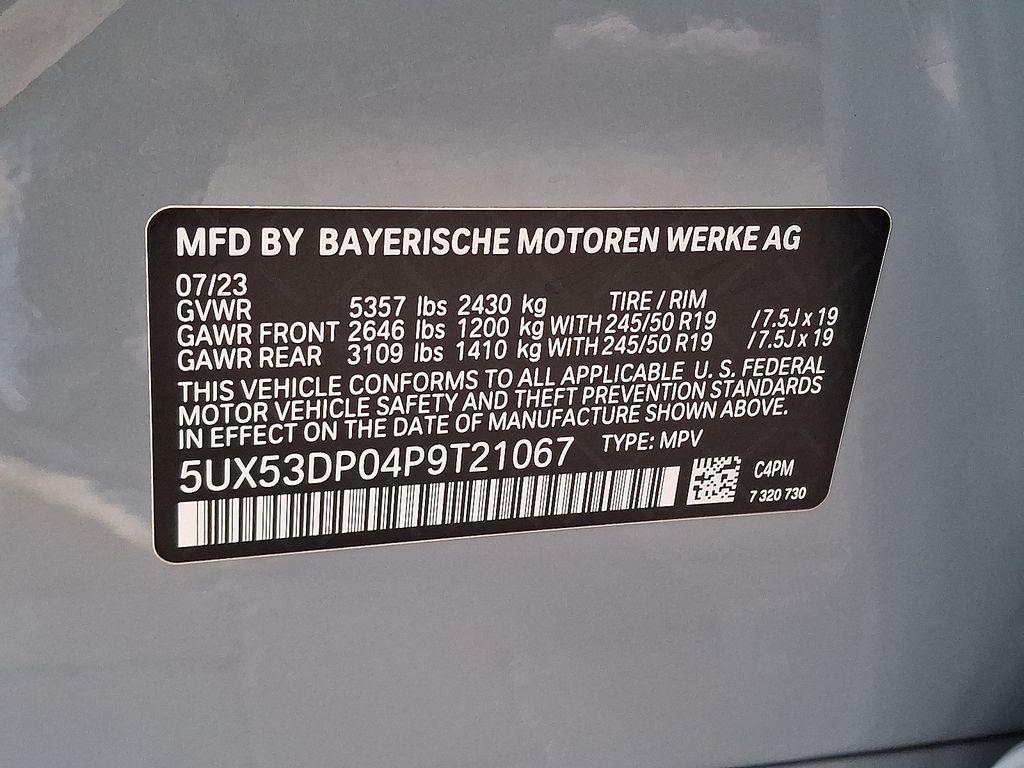 MFD BY BAYERISCHE MOTOREN WERKE AG
07/23
GVWR 5357 lbs 2430 kg TIRE / RIM
GAWR FRONT 2646 lbs 1200 kg WITH 245/50 R19 /7.5J x 19
GAWR REAR 3109 lbs 1410 kg WITH 245/50 R19 /7.5J x 19
THIS VEHICLE CONFORMS TO ALL APPLICABLE U. S. FEDERAL
MOTOR VEHICLE SAFETY AND THEFT PREVENTION STANDARDS
IN EFFECT ON THE DATE OF MANUFACTURE SHOWN ABOVE.
5UX53DP04P9T21067 TYPE: MPV
C4PM
7 320 730